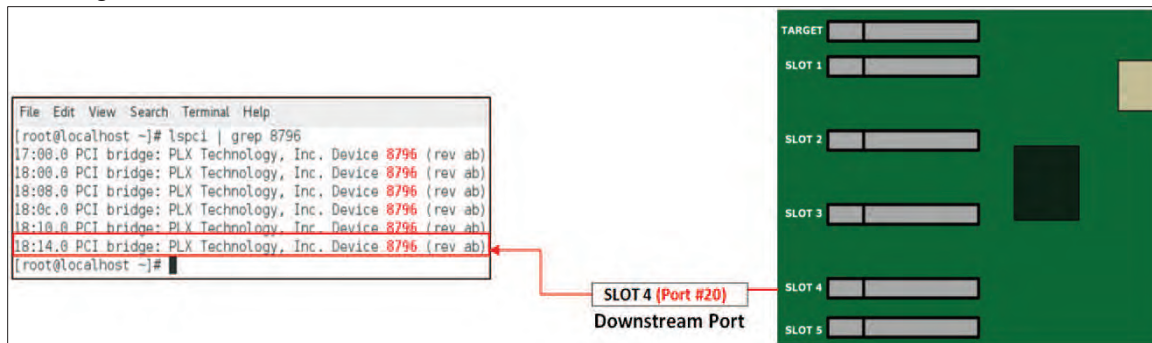 File Edit View Search Terminal Help
[root@localhost ~]# lspci | grep 8796
17:00.0 PCI bridge: PLX Technology, Inc. Device 8796 (rev ab)
18:00.0 PCI bridge: PLX Technology, Inc. Device 8796 (rev ab)
18:08.0 PCI bridge: PLX Technology, Inc. Device 8796 (rev ab)
18:0c.0 PCI bridge: PLX Technology, Inc. Device 8796 (rev ab)
18:10.0 PCI bridge: PLX Technology, Inc. Device 8796 (rev ab)
18:14.0 PCI bridge: PLX Technology, Inc. Device 8796 (rev ab)
[root@localhost ~]#
SLOT 4 (Port #20)
Downstream Port
TARGET
SLOT 1
SLOT 2
SLOT 3
SLOT 4
SLOT 5